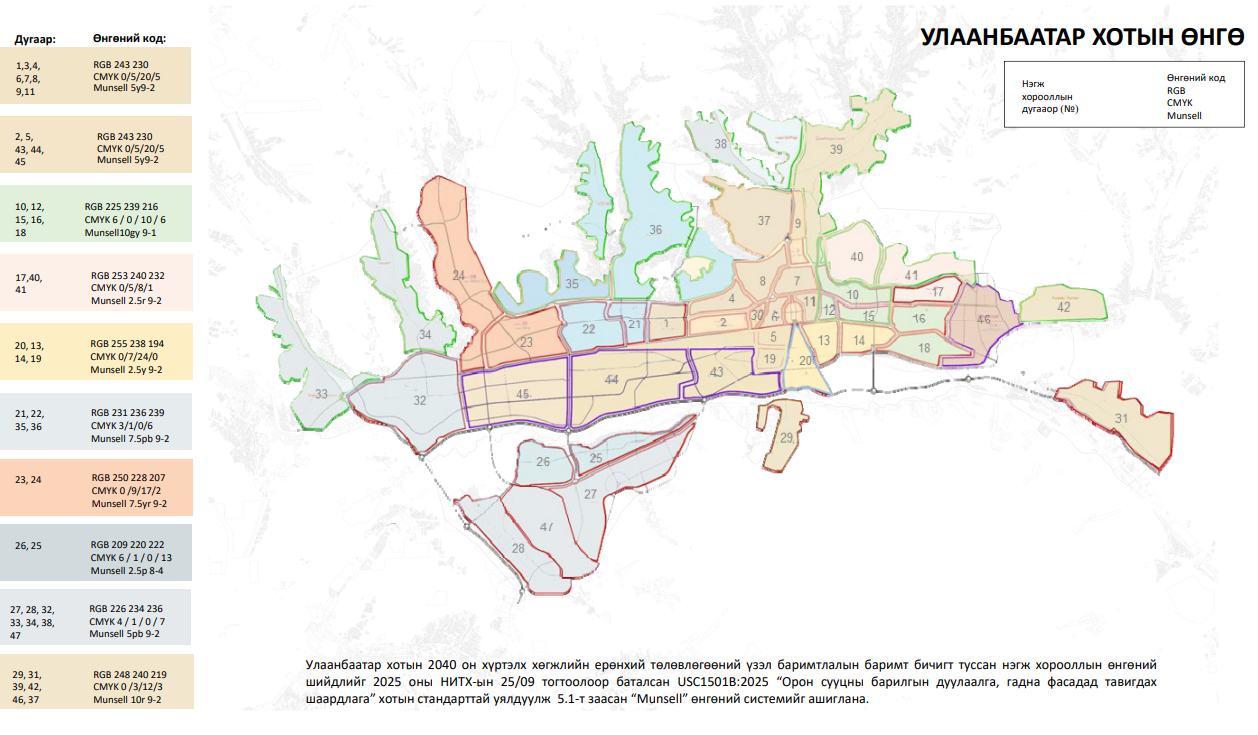 УЛААНБААТАР ХОТЫН ӨНГӨ
Нэгж
хорооллын
дугаоор (№)
Өнгөний код
RGB
CMYK
Munsell
Дугаар:
Өнгөний код:
1,3,4,
6,7,8,
9,11
RGB 243 230
CMYK 0/5/20/5
Munsell 5y9-2
2, 5,
43, 44,
45
RGB 243 230
CMYK 0/5/20/5
Munsell 5y9-2
10, 12,
15, 16,
18
RGB 225 239 216
CMYK 6 / 0 / 10 / 6
Munsell10gy 9-1
17,40,
41
RGB 253 240 232
CMYK 0/5/8/1
Munsell 2.5r 9-2
20, 13,
14, 19
RGB 255 238 194
CMYK 0/7/24/0
Munsell 2.5y 9-2
21, 22,
35, 36
RGB 231 236 239
CMYK 3/1/0/6
Munsell 7.5pb 9-2
23, 24
RGB 250 228 207
CMYK 0 /9/17/2
Munsell 7.5yr 9-2
26, 25
RGB 209 220 222
CMYK 6 / 1 / 0 / 13
Munsell 2.5p 8-4
27, 28, 32,
33, 34, 38,
47
RGB 226 234 236
CMYK 4 / 1 / 0 / 7
Munsell 5pb 9-2
29, 31,
39, 42,
46, 37
RGB 248 240 219
CMYK 0 /3/12/3
Munsell 10r 9-2
38
39
37
9
36
40
41
24
35
8
7
4
11
10
17
42
46
34
22
21
1
2
30
6
12
15
16
23
5
13
14
18
19
20
33
32
45
44
43
31
29
26
25
27
47
28
Улаанбаатар хотын 2040 он хүртэлх хөгжлийн ерөнхий төлөвлөгөөний үзэл баримтлалын баримт бичигт туссан нэгж хорооллын өнгөний
шийдлийг 2025 оны НИТХ-ын 25/09 тогтоолоор баталсан USC1501B:2025 “Орон сууцны барилгын дуулаалга, гадна фасадад тавигдах
шаардлага” хотын стандарттай уялдуулж 5.1-т заасан “Munsell” өнгөний системийг ашиглана.